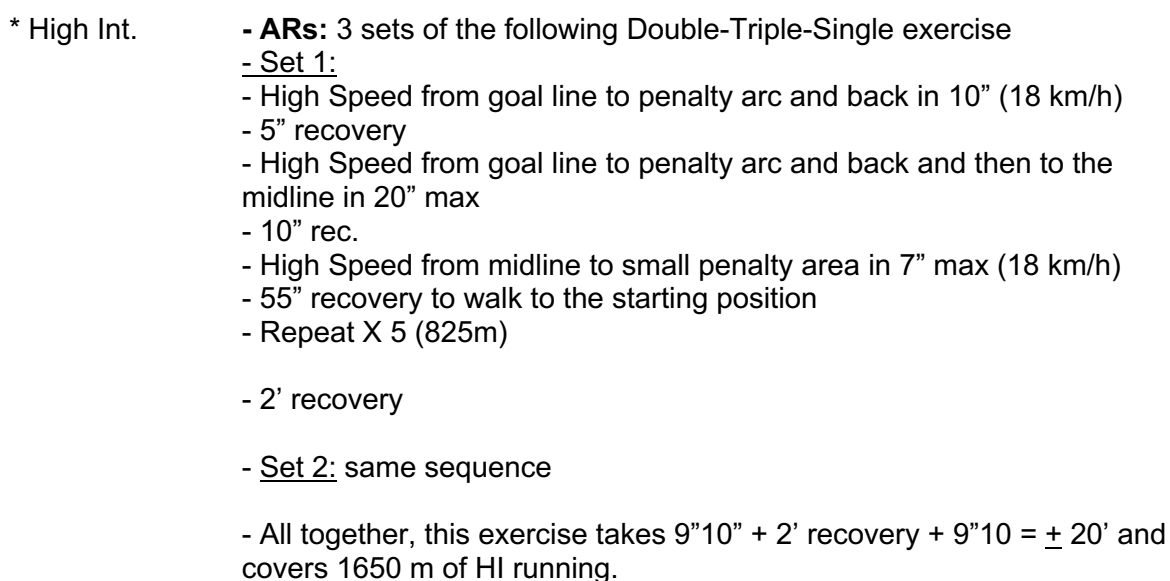 * High Int. - ARs: 3 sets of the following Double-Triple-Single exercise
- Set 1:
- High Speed from goal line to penalty arc and back in 10” (18 km/h)
- 5” recovery
- High Speed from goal line to penalty arc and back and then to the
midline in 20” max
- 10” rec.
- High Speed from midline to small penalty area in 7” max (18 km/h)
- 55” recovery to walk to the starting position
- Repeat X 5 (825m)
- 2’ recovery
- Set 2: same sequence
- All together, this exercise takes 9”10” + 2’ recovery + 9”10 = ± 20’ and
covers 1650 m of HI running.